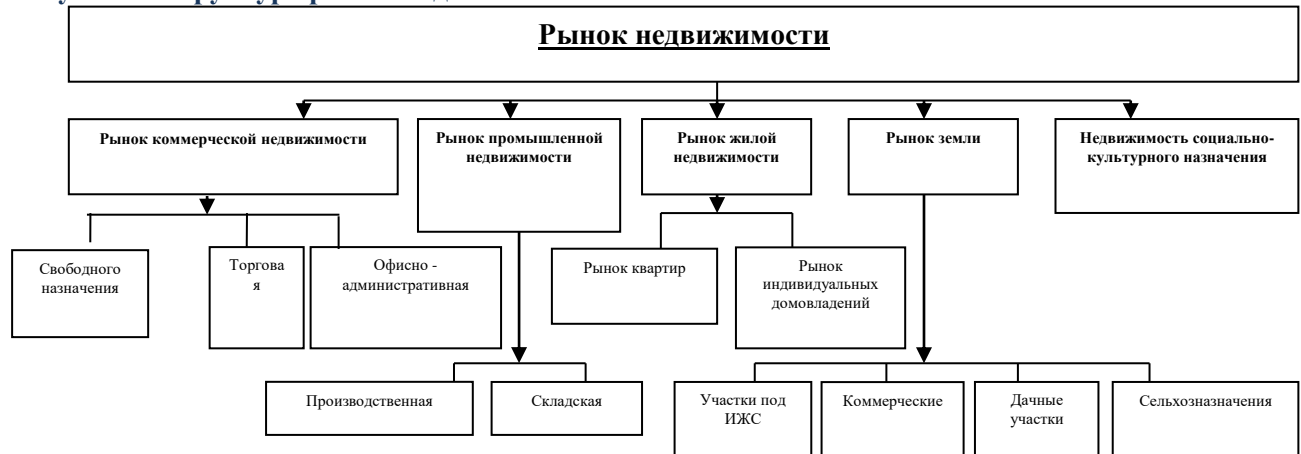 Рынок недвижимости
Рынок коммерческой недвижимости
Рынок промышленной
недвижимости
Рынок жилой
недвижимости
Рынок земли
Недвижимость социально-
культурного назначения
Свободного
назначения
Торгова
я
Офисно -
административная
Рынок квартир
Рынок
индивидуальных
домовладений
Производственная
Складская
Участки под
ИЖС
Коммерческие
Дачные
участки
Сельхозназначения